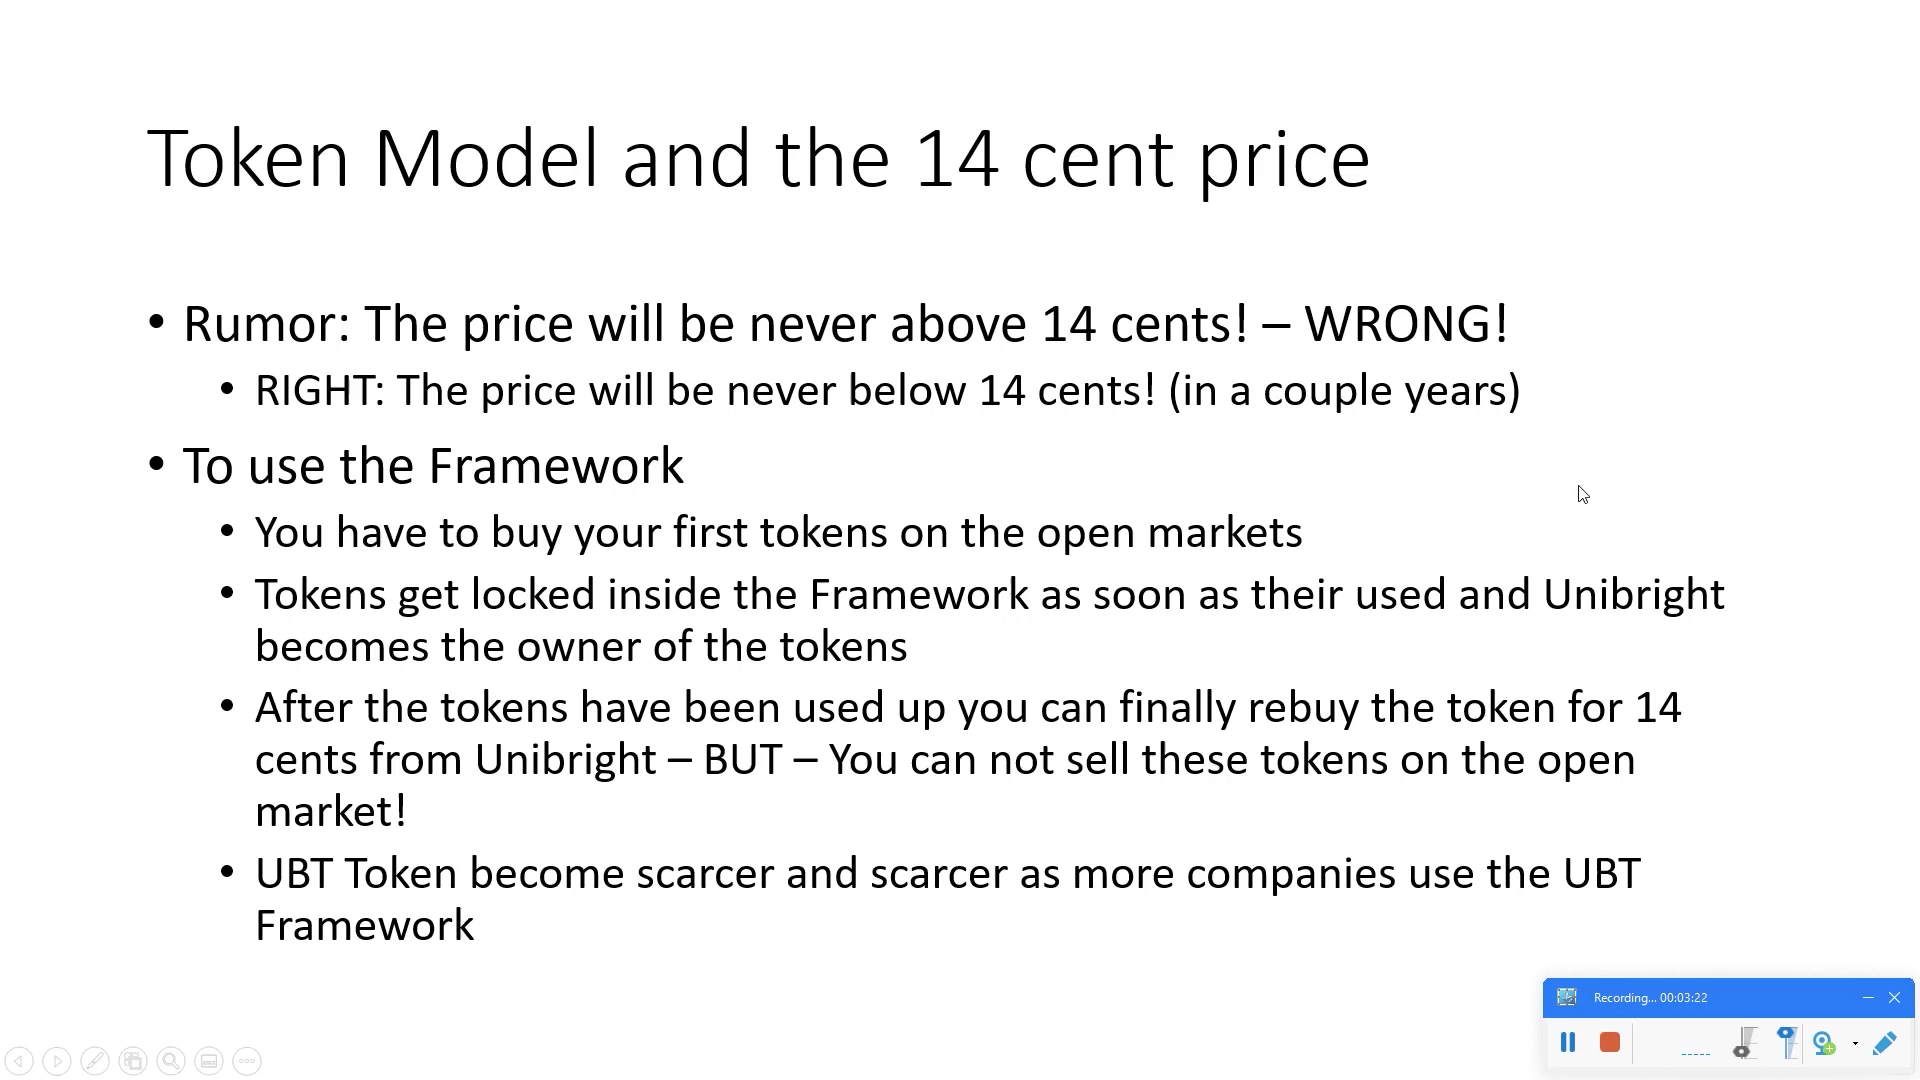 Token Model and the 14 cent price
• Rumor: The price will be never above 14 cents! – WRONG!
• RIGHT: The price will be never below 14 cents! (in a couple years)
• To use the Framework
• You have to buy your first tokens on the open markets
• Tokens get locked inside the Framework as soon as their used and Unibright
becomes the owner of the tokens
• After the tokens have been used up you can finally rebuy the token for 14
cents from Unibright – BUT – You can not sell these tokens on the open
market!
• UBT Token become scarcer and scarcer as more companies use the UBT
Framework
Recording... 00:03:22